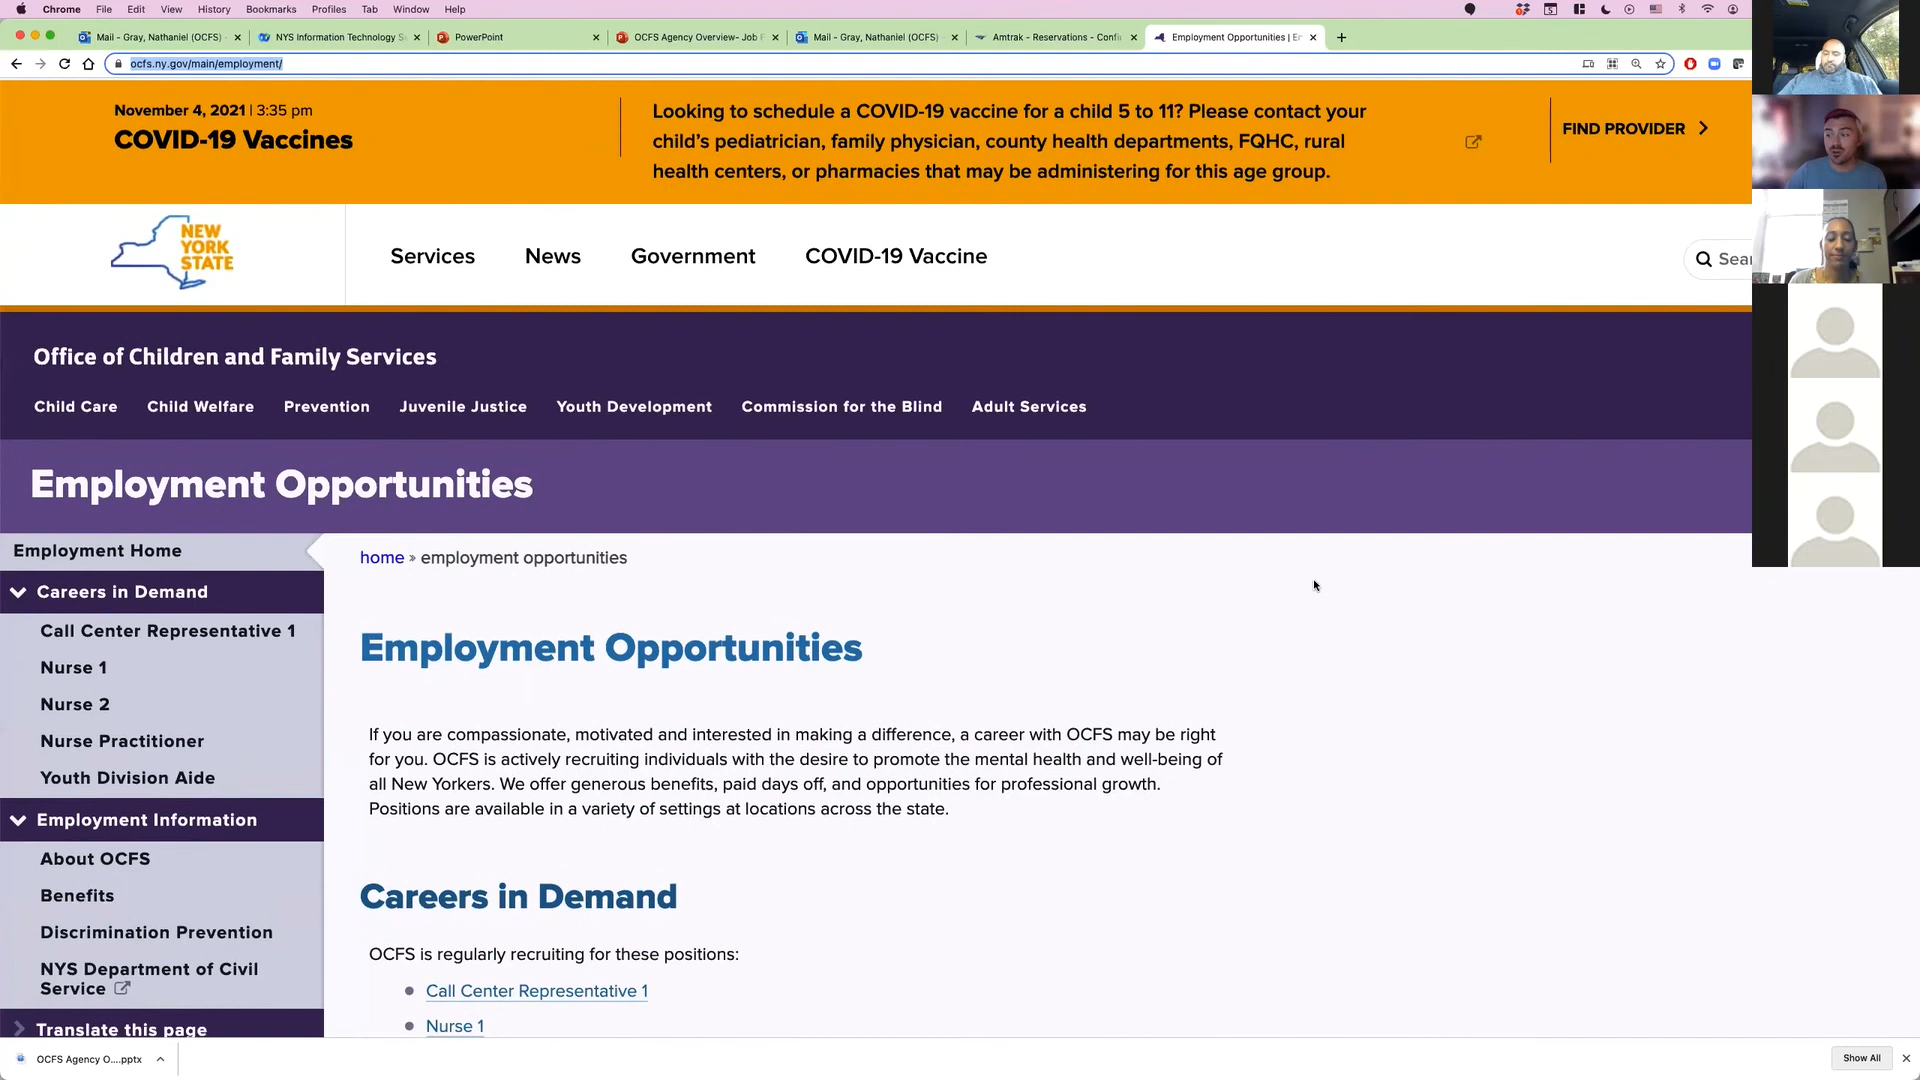 Chrome File Edit View History Bookmarks Profiles Tab Window Help
Mail - Gray, Nathaniel (OCFS)
NYS Information Technology S
PowerPoint
OCFS Agency Overview- Job F
Mail - Gray, Nathaniel (OCFS)
Amtrak - Reservations - Confi
Employment Opportunities | E
ocfs.ny.gov/main/employment/
November 4, 2021 | 3:35 pm
COVID-19 Vaccines
Looking to schedule a COVID-19 vaccine for a child 5 to 11? Please contact your
child's pediatrician, family physician, county health departments, FQHC, rural
health centers, or pharmacies that may be administering for this age group.
FIND PROVIDER
NEW
YORK
STATE
Services News Government COVID-19 Vaccine
Sear
Office of Children and Family Services
Child Care Child Welfare Prevention Juvenile Justice Youth Development Commission for the Blind Adult Services
Employment Opportunities
Employment Home
Careers in Demand
Call Center Representative 1
Nurse 1
Nurse 2
Nurse Practitioner
Youth Division Aide
Employment Information
About OCFS
Benefits
Discrimination Prevention
NYS Department of Civil
Service
Translate this page
home » employment opportunities
Employment Opportunities
If you are compassionate, motivated and interested in making a difference, a career with OCFS may be right
for you. OCFS is actively recruiting individuals with the desire to promote the mental health and well-being of
all New Yorkers. We offer generous benefits, paid days off, and opportunities for professional growth.
Positions are available in a variety of settings at locations across the state.
Careers in Demand
OCFS is regularly recruiting for these positions:
Call Center Representative 1
Nurse 1
OCFS Agency O....pptx
Show All